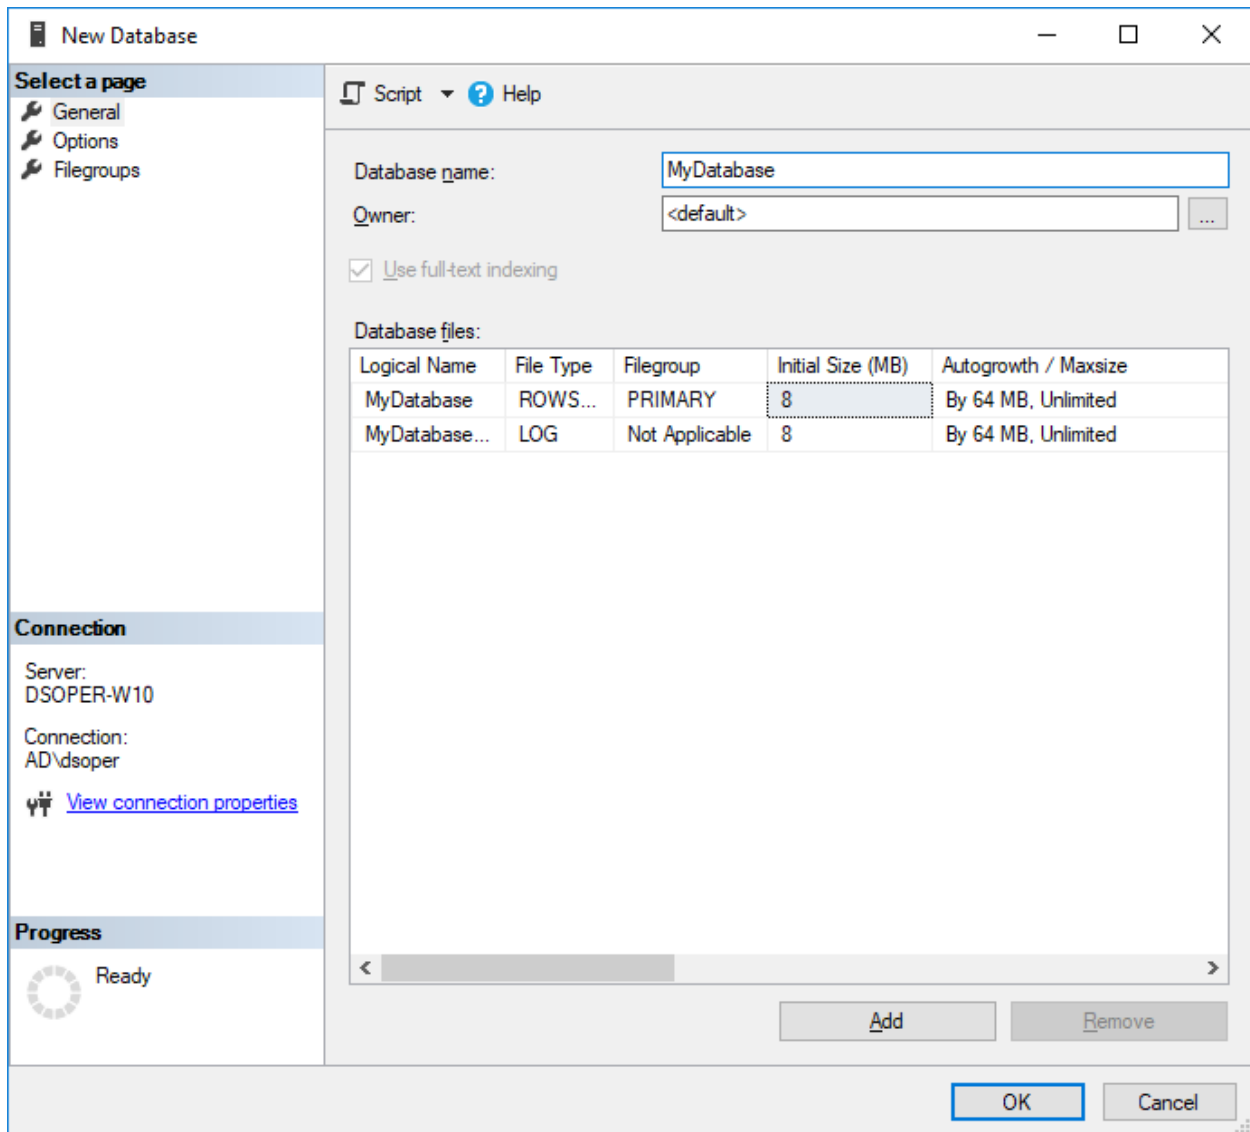 New Database
Select a page
General
Options
Filegroups
Script Help
Database name: MyDatabase
Owner: <default> ...
Use full-text indexing
Database files:
Logical Name File Type Filegroup Initial Size (MB) Autogrowth / Maxsize
MyDatabase ROWS... PRIMARY 8 By 64 MB, Unlimited
MyDatabase... LOG Not Applicable 8 By 64 MB, Unlimited
Connection
Server:
DSOPER-W10
Connection:
AD\dsoper
View connection properties
Progress
Ready
Add Remove
OK Cancel